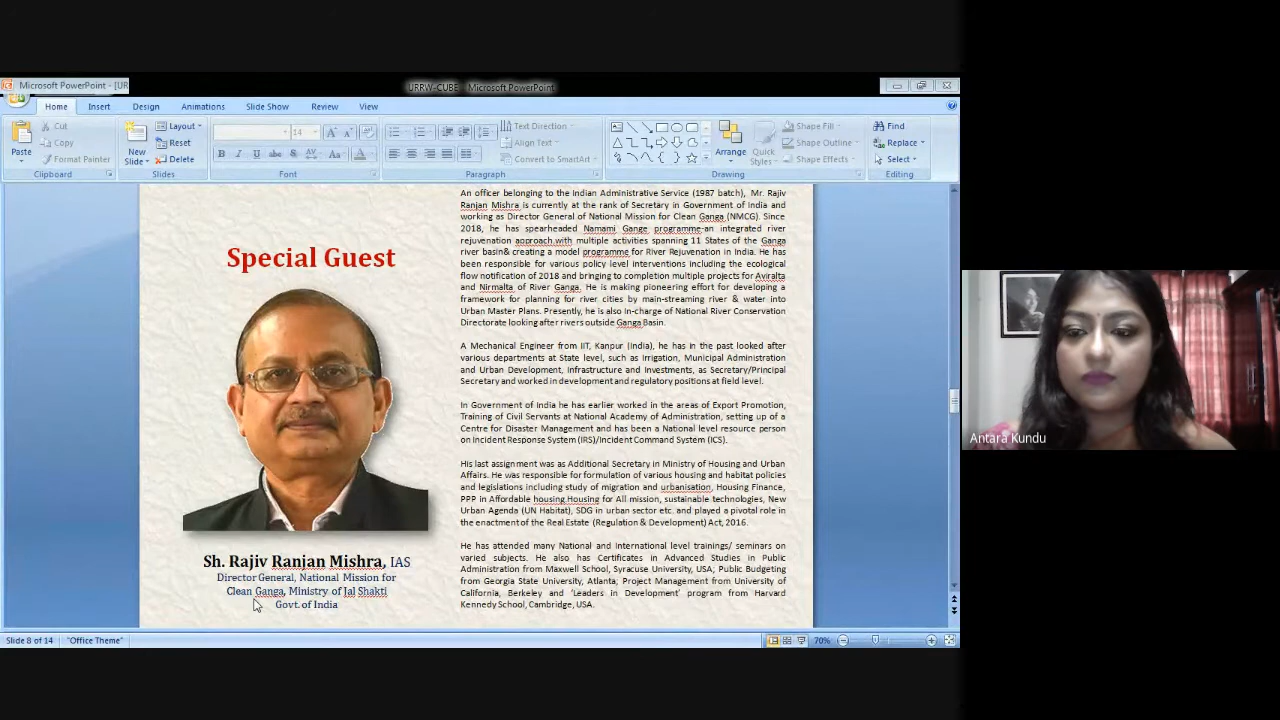 Microsoft PowerPoint - [UR
URRW-CUBE - Microsoft PowerPoint
Home Insert Design Animations Slide Show Review View
Cut
Copy
Format Painter
Paste
Clipboard
New Slide
Layout
Reset
Delete
Slides
14
B I U abc S AV Aa A
Font
Text Direction
Align Text
Convert to SmartArt
Paragraph
Arrange
Quick Styles
Shape Fill
Shape Outline
Shape Effects
Drawing
Find
Replace
Select
Editing
Special Guest
Sh. Rajiv Ranjan Mishra, IAS
Director General, National Mission for
Clean Ganga, Ministry of Jal Shakti
Govt. of India
An officer belonging to the Indian Administrative Service (1987 batch), Mr. Rajiv
Ranjan Mishra is currently at the rank of Secretary in Government of India and
working as Director General of National Mission for Clean Ganga (NMCG). Since
2018, he has spearheaded Namami Gange programme-an integrated river
rejuvenation approach with multiple activities spanning 11 States of the Ganga
river basin& creating a model programme for River Rejuvenation in India. He has
been responsible for various policy level interventions including the ecological
flow notification of 2018 and bringing to completion multiple projects for Aviralta
and Nirmalta of River Ganga. He is making pioneering effort for developing a
framework for planning for river cities by main-streaming river & water into
Urban Master Plans. Presently, he is also in-charge of National River Conservation
Directorate looking after rivers outside Ganga Basin.
A Mechanical Engineer from IIT, Kanpur (India), he has in the past looked after
various departments at State level, such as Irrigation, Municipal Administration
and Urban Development, Infrastructure and Investments, as Secretary/Principal
Secretary and worked in development and regulatory positions at field level.
In Government of India he has earlier worked in the areas of Export Promotion,
Training of Civil Servants at National Academy of Administration, setting up of a
Centre for Disaster Management and has been a National level resource person
on Incident Response System (IRS)/Incident Command System (ICS).
His last assignment was as Additional Secretary in Ministry of Housing and Urban
Affairs. He was responsible for formulation of various housing and habitat policies
and legislations including study of migration and urbanisation, Housing Finance,
PPP in Affordable housing,Housing for All mission, sustainable technologies, New
Urban Agenda (UN Habitat), SDG in urban sector etc. and played a pivotal role in
the enactment of the Real Estate (Regulation & Development) Act, 2016.
He has attended many National and International level trainings/ seminars on
varied subjects. He also has Certificates in Advanced Studies in Public
Administration from Maxwell School, Syracuse University, USA; Public Budgeting
from Georgia State University, Atlanta; Project Management from University of
California, Berkeley and 'Leaders in Development' program from Harvard
Kennedy School, Cambridge, USA.
Antara Kundu
Slide 8 of 14 "Office Theme" 70%